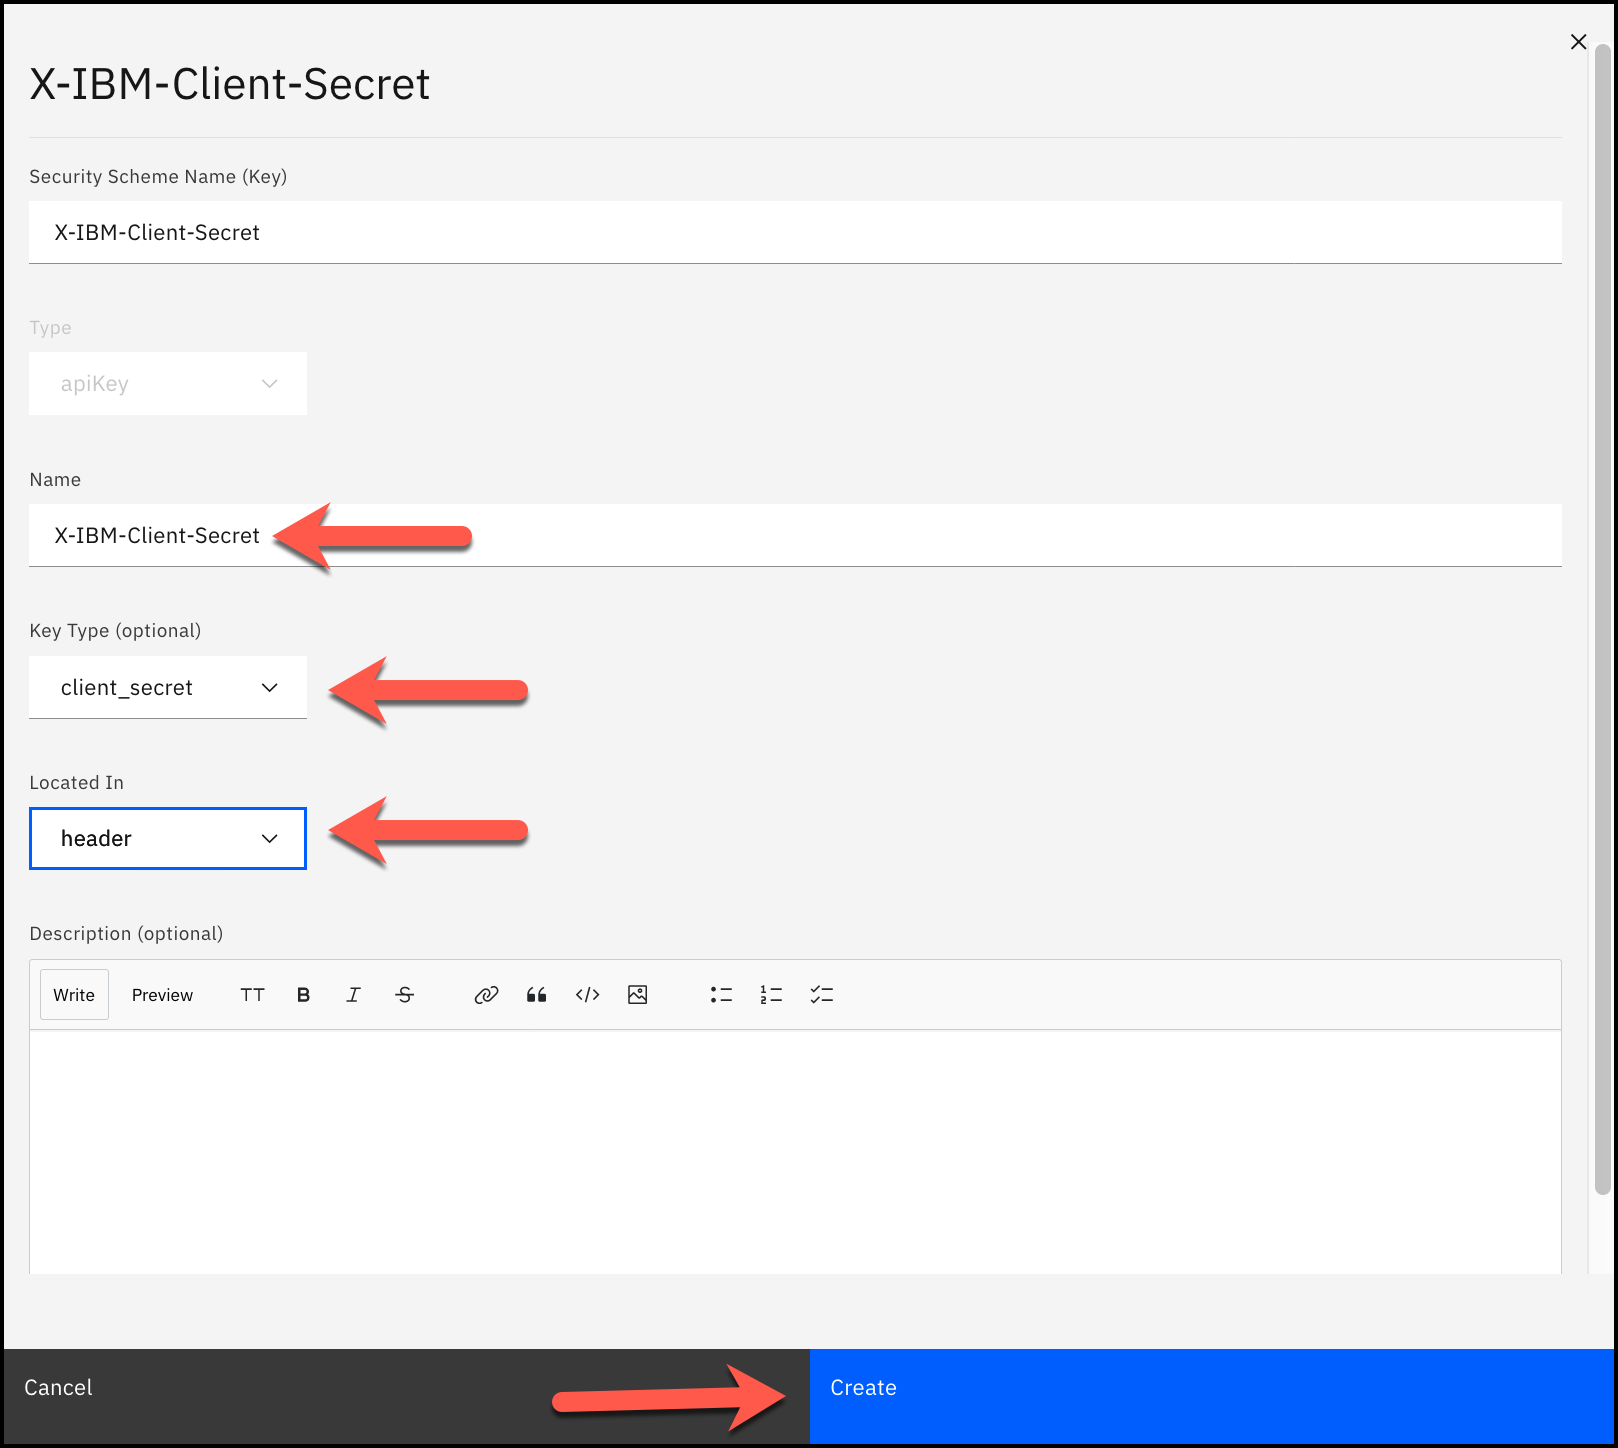 X-IBM-Client-Secret
Security Scheme Name (Key)
X-IBM-Client-Secret
Type
apiKey
Name
X-IBM-Client-Secret
Key Type (optional)
client_secret
Located In
header
Description (optional)
Write Preview TT B I S
Cancel Create